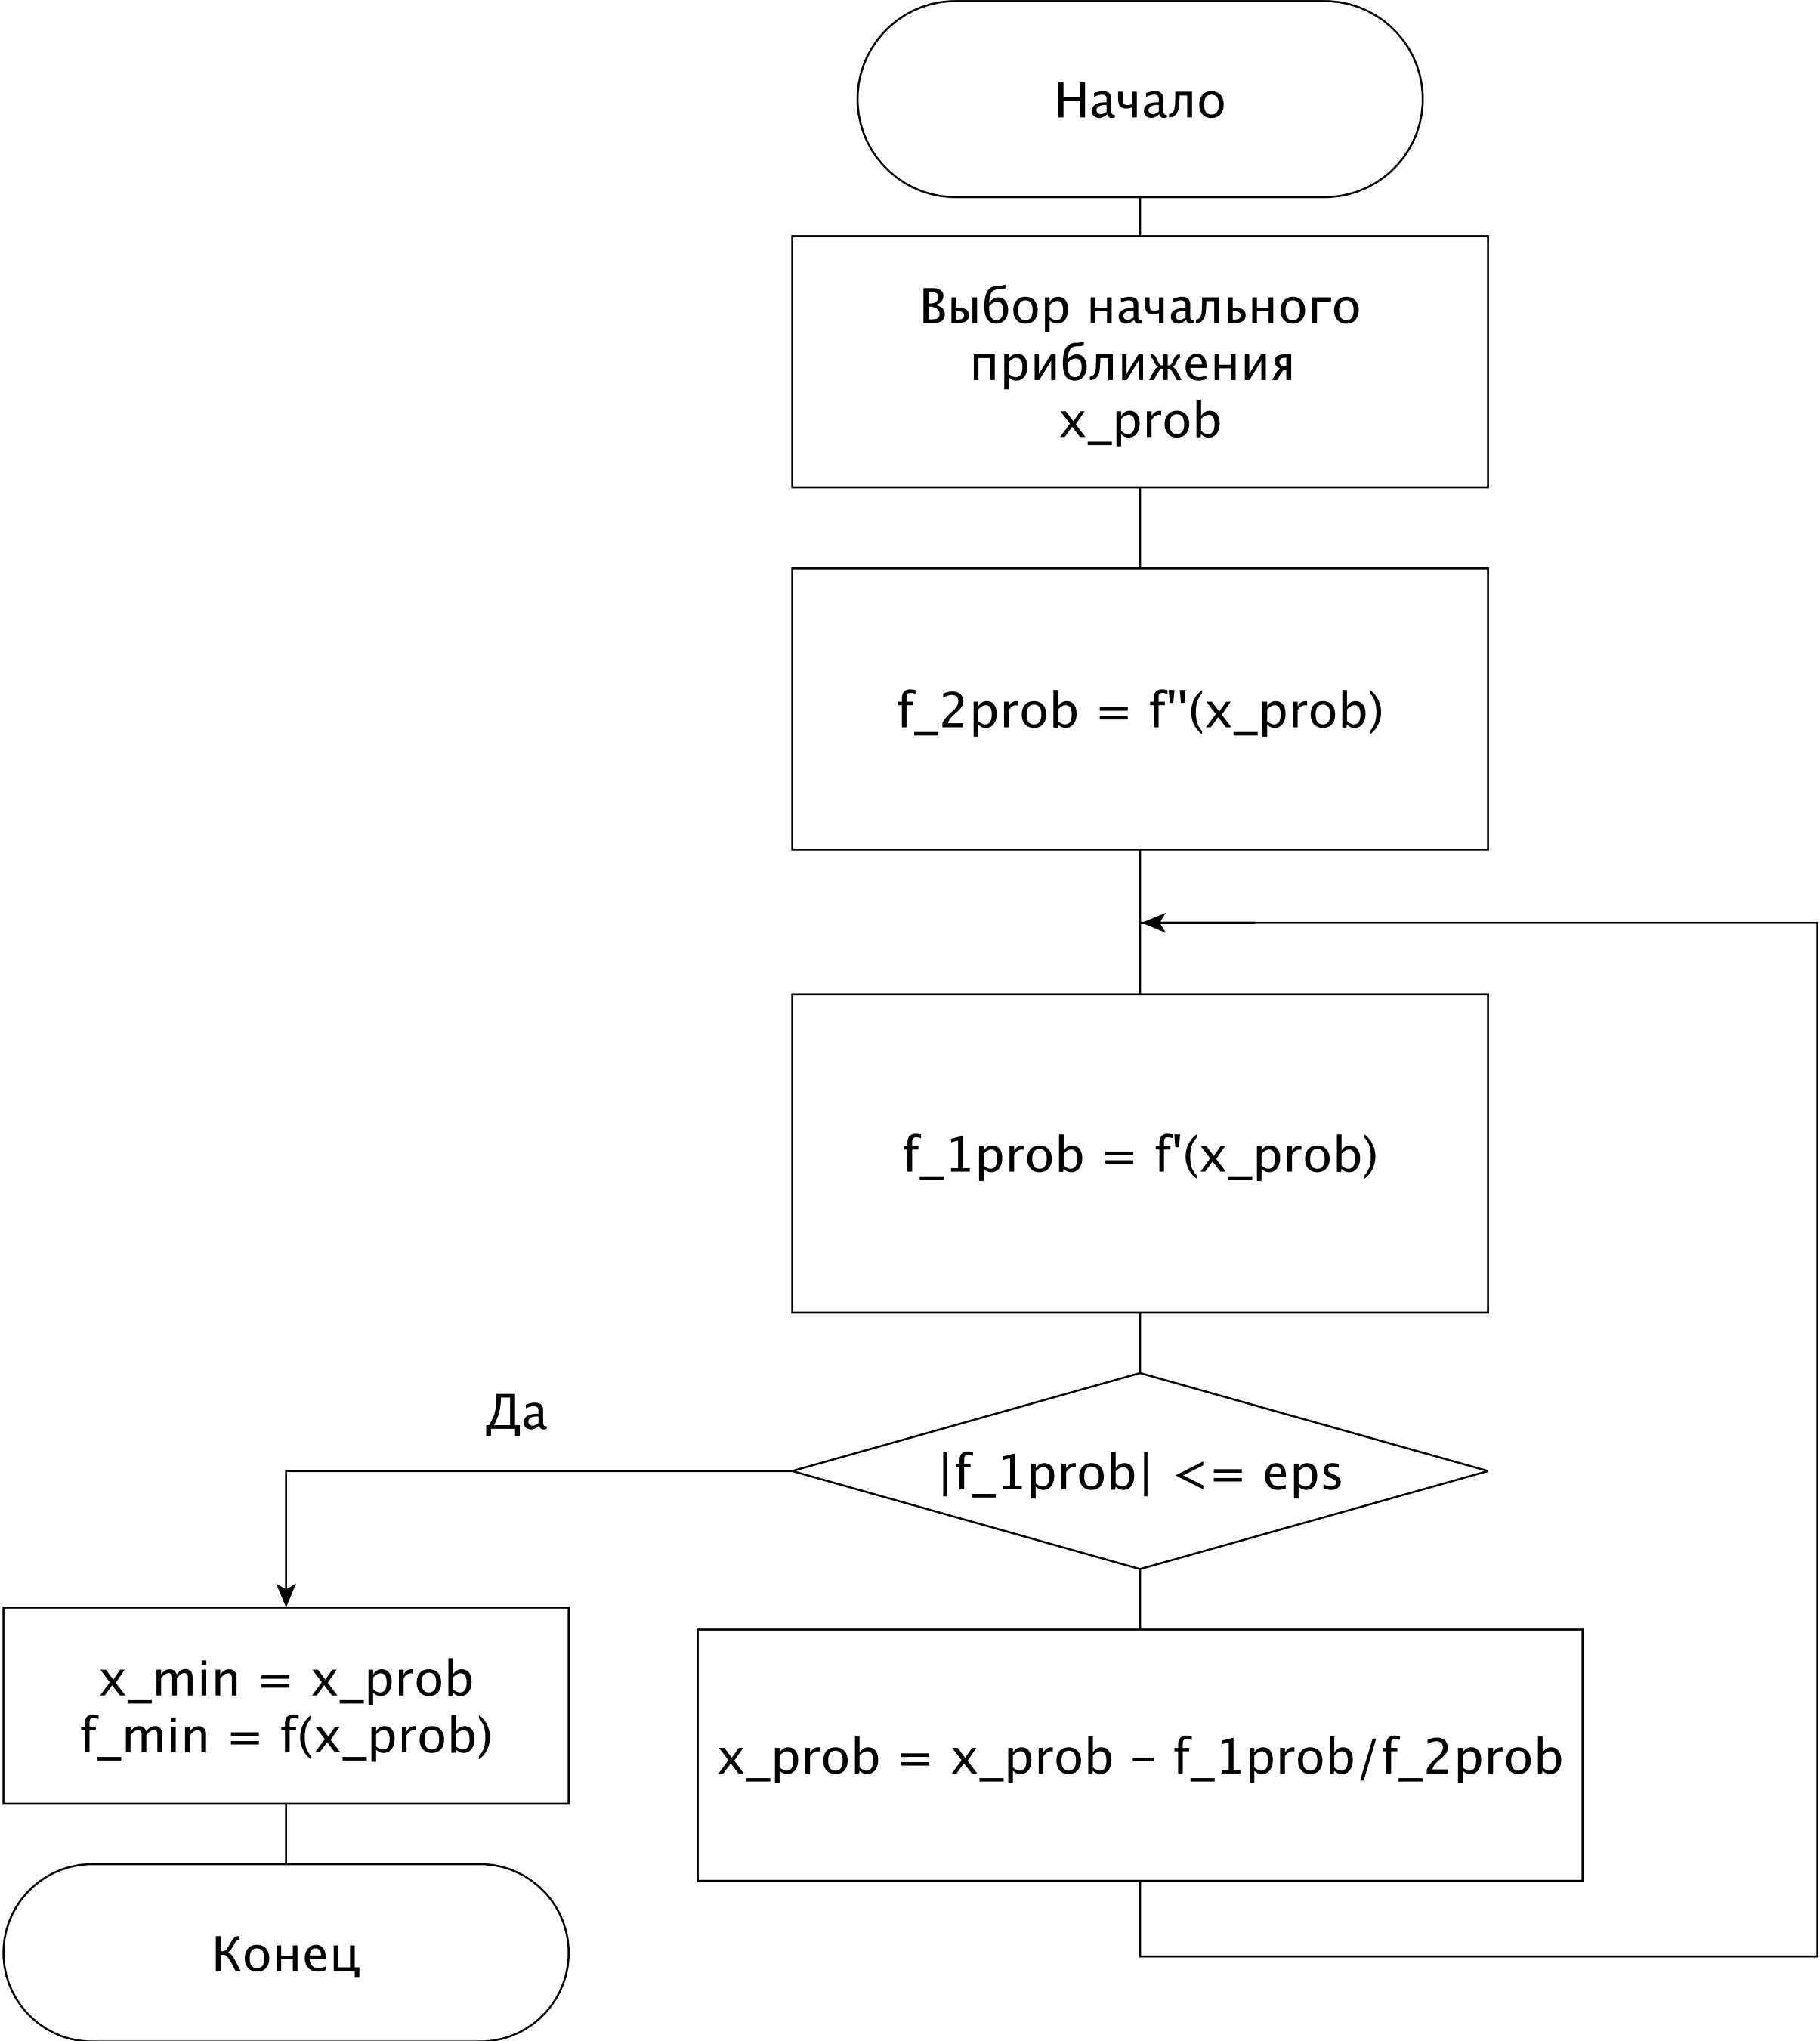 Начало
Выбор начального
приближения
x_prob
f_2prob = f"(x_prob)
f_1prob = f'(x_prob)
Да
|f_1prob| <= eps
x_min = x_prob
f_min = f(x_prob)
x_prob = x_prob – f_1prob/f_2prob
Конец